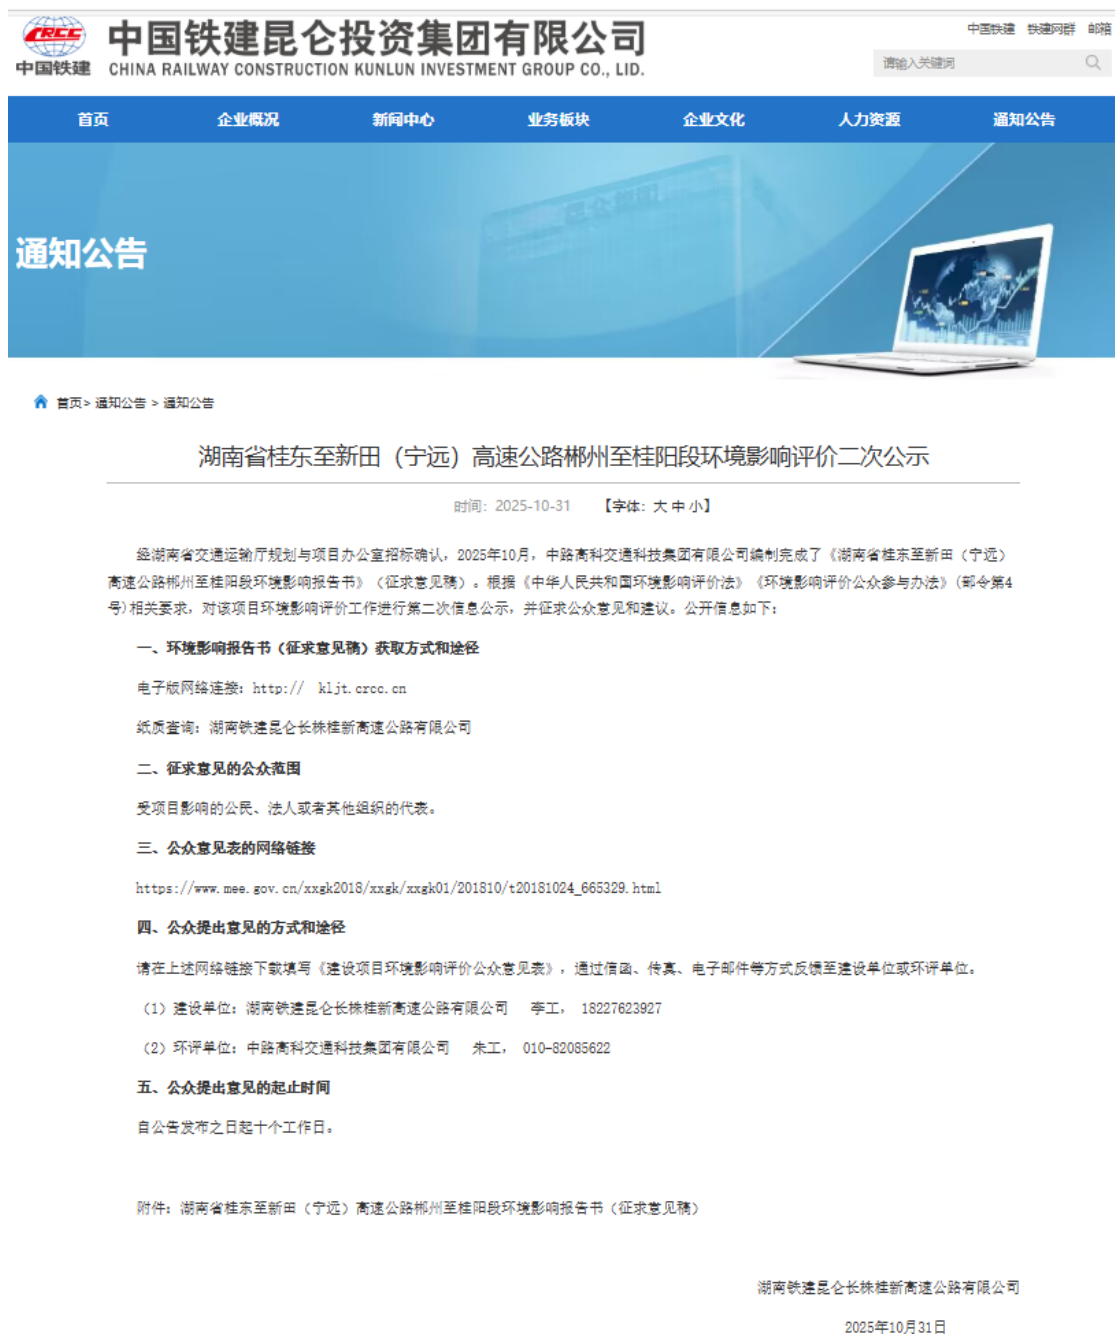 CRCC
中国铁建
中国铁建昆仑投资集团有限公司
CHINA RAILWAY CONSTRUCTION KUNLUN INVESTMENT GROUP CO., LID.
中国铁建 铁建网群 邮箱
请输入关键词
首页 企业概况 新闻中心 业务板块 企业文化 人力资源 通知公告
通知公告
首页> 通知公告 > 通知公告
湖南省桂东至新田（宁远）高速公路郴州至桂阳段环境影响评价二次公示
时间：2025-10-31 【字体：大 中 小】
经湖南省交通运输厅规划与项目办公室招标确认，2025年10月，中路高科交通科技集团有限公司编制完成了《湖南省桂东至新田（宁远）
高速公路郴州至桂阳段环境影响报告书》（征求意见稿）。根据《中华人民共和国环境影响评价法》《环境影响评价公众参与办法》(部令第4
号)相关要求，对该项目环境影响评价工作进行第二次信息公示，并征求公众意见和建议。公开信息如下：
一、环境影响报告书（征求意见稿）获取方式和途径
电子版网络连接：http:// kljt.crcc.cn
纸质查询：湖南铁建昆仑长株桂新高速公路有限公司
二、征求意见的公众范围
受项目影响的公民、法人或者其他组织的代表。
三、公众意见表的网络链接
https://www.mee.gov.cn/xxgk2018/xxgk/xxgk01/201810/t20181024_665329.html
四、公众提出意见的方式和途径
请在上述网络链接下载填写《建设项目环境影响评价公众意见表》，通过信函、传真、电子邮件等方式反馈至建设单位或环评单位。
（1）建设单位：湖南铁建昆仑长株桂新高速公路有限公司 李工， 18227623927
（2）环评单位：中路高科交通科技集团有限公司 朱工， 010-82085622
五、公众提出意见的起止时间
自公告发布之日起十个工作日。
附件：湖南省桂东至新田（宁远）高速公路郴州至桂阳段环境影响报告书（征求意见稿）
湖南铁建昆仑长株桂新高速公路有限公司
2025年10月31日